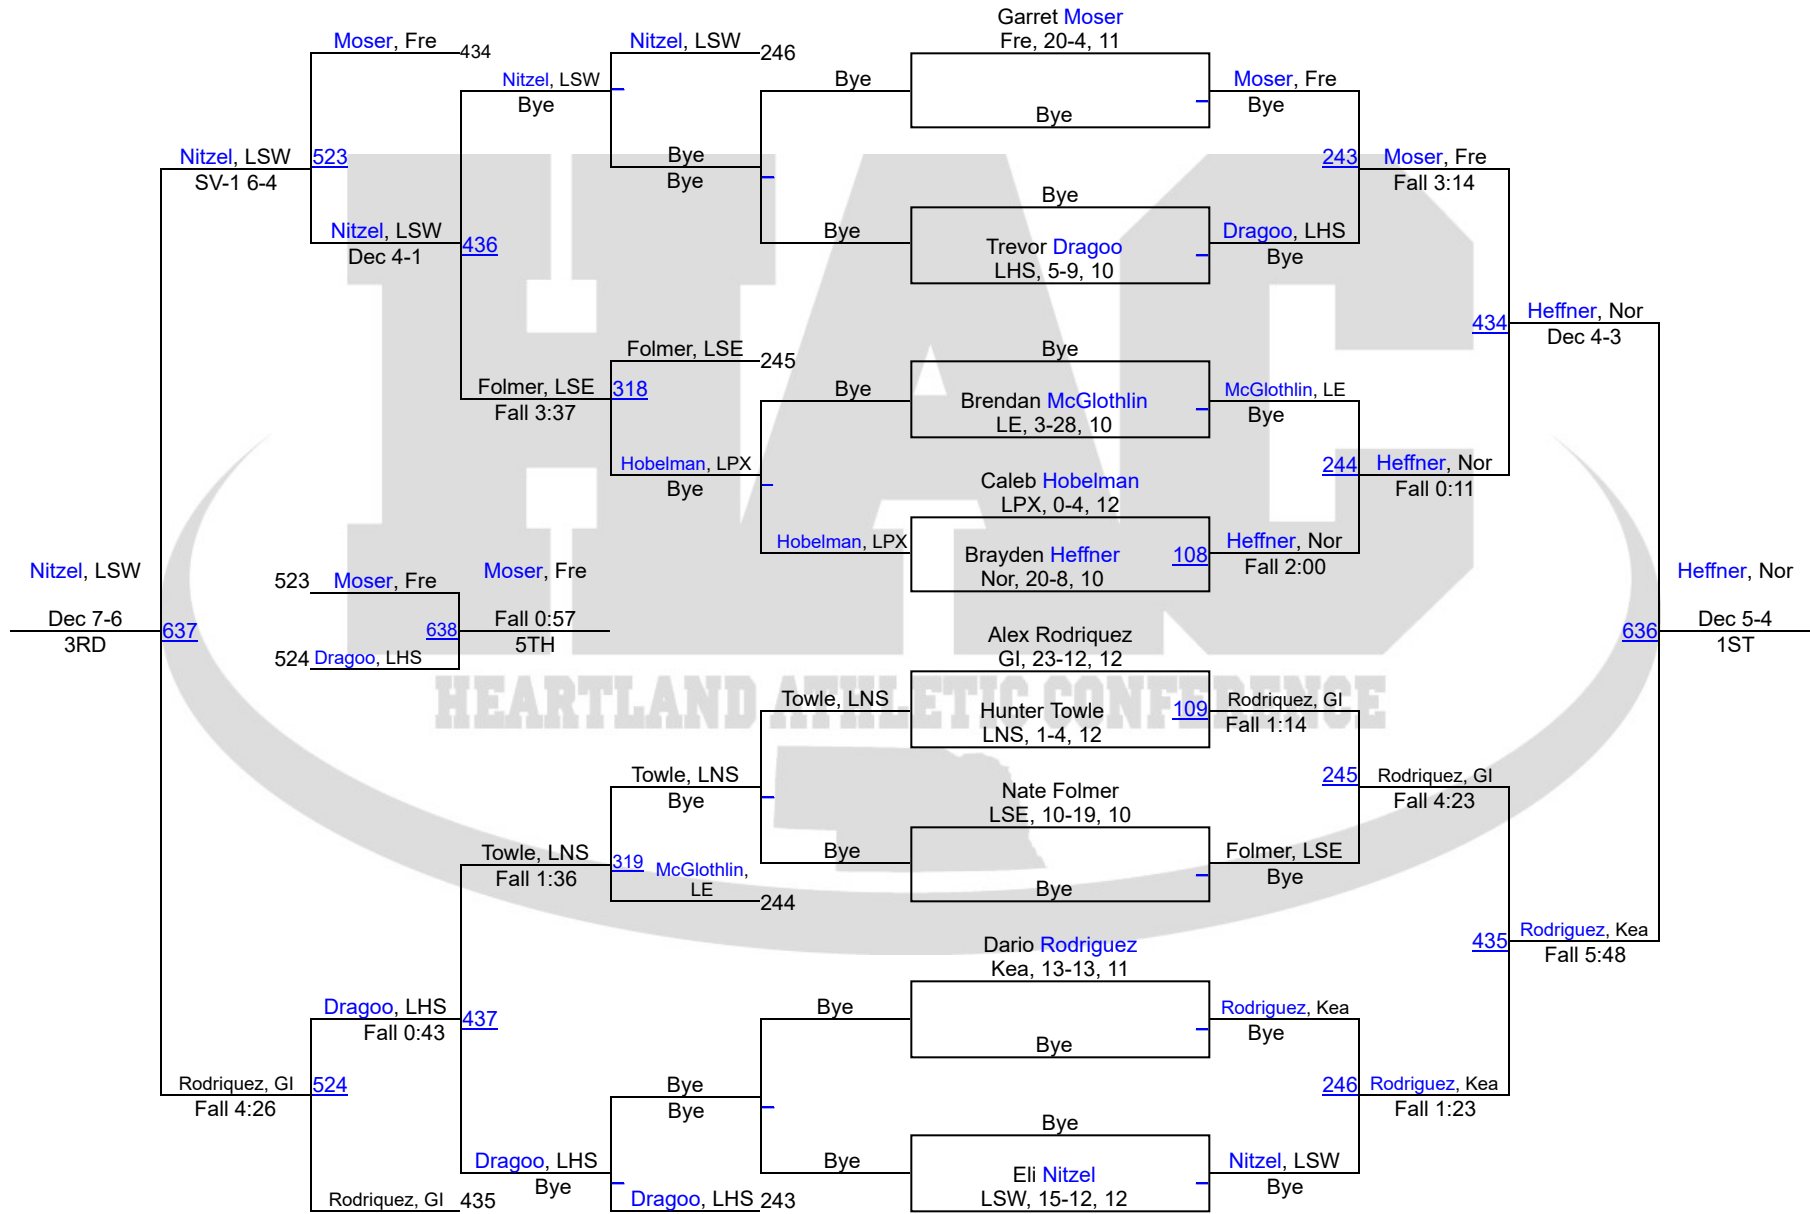 Garret Moser
Fre, 20-4, 11
Bye
Bye
Trevor Dragoo
LHS, 5-9, 10
Bye
Brendan McGlothlin
LE, 3-28, 10
Caleb Hobelman
LPX, 0-4, 12
Brayden Heffner
Nor, 20-8, 10
108
Alex Rodriquez
GI, 23-12, 12
Hunter Towle
LNS, 1-4, 12
109
Nate Folmer
LSE, 10-19, 10
Bye
Dario Rodriguez
Kea, 13-13, 11
Bye
Bye
Eli Nitzel
LSW, 15-12, 12
Moser, Fre
Bye
Dragoo, LHS
Bye
McGlothlin, LE
Bye
Heffner, Nor
Fall 2:00
Rodriquez, GI
Fall 1:14
Folmer, LSE
Bye
Rodriguez, Kea
Bye
Nitzel, LSW
Bye
243
Moser, Fre
Fall 3:14
244
Heffner, Nor
Fall 0:11
245
Rodriquez, GI
Fall 4:23
246
Rodriguez, Kea
Fall 1:23
434
Heffner, Nor
Dec 4-3
435
Rodriguez, Kea
Fall 5:48
636
Heffner, Nor
Dec 5-4
1ST
Bye
Bye
Bye
Hobelman, LPX
Towle, LNS
Bye
Bye
Bye
Nitzel, LSW
246
Bye
Bye
Folmer, LSE
245
Hobelman, LPX
Bye
Towle, LNS
Bye
McGlothlin,
LE
244
Bye
Bye
Dragoo, LHS
243
Nitzel, LSW
Bye
318
Folmer, LSE
Fall 3:37
319
Towle, LNS
Fall 1:36
Dragoo, LHS
Bye
Moser, Fre
434
436
Nitzel, LSW
Dec 4-1
437
Dragoo, LHS
Fall 0:43
Rodriquez, GI
435
523
Nitzel, LSW
SV-1 6-4
524
Rodriquez, GI
Fall 4:26
637
Nitzel, LSW
Dec 7-6
3RD
523
Moser, Fre
524
Dragoo, LHS
638
Moser, Fre
Fall 0:57
5TH
HAC
HEARTLAND ATHLETIC CONFERENCE